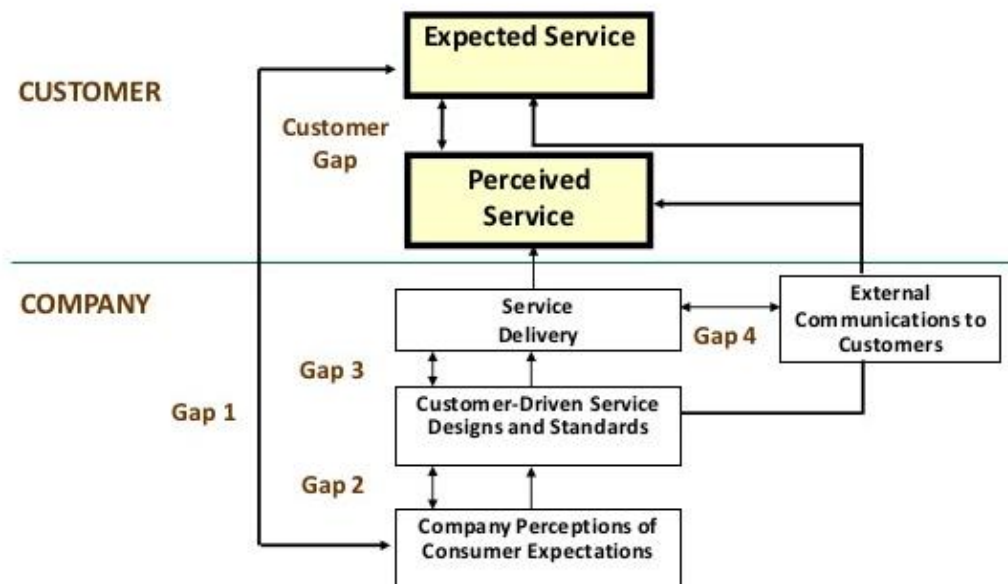 Expected Service
CUSTOMER
Customer
Gap
Perceived
Service
COMPANY
Service
Delivery
Gap 4
External
Communications to
Customers
Gap 3
Gap 1
Customer-Driven Service
Designs and Standards
Gap 2
Company Perceptions of
Consumer Expectations